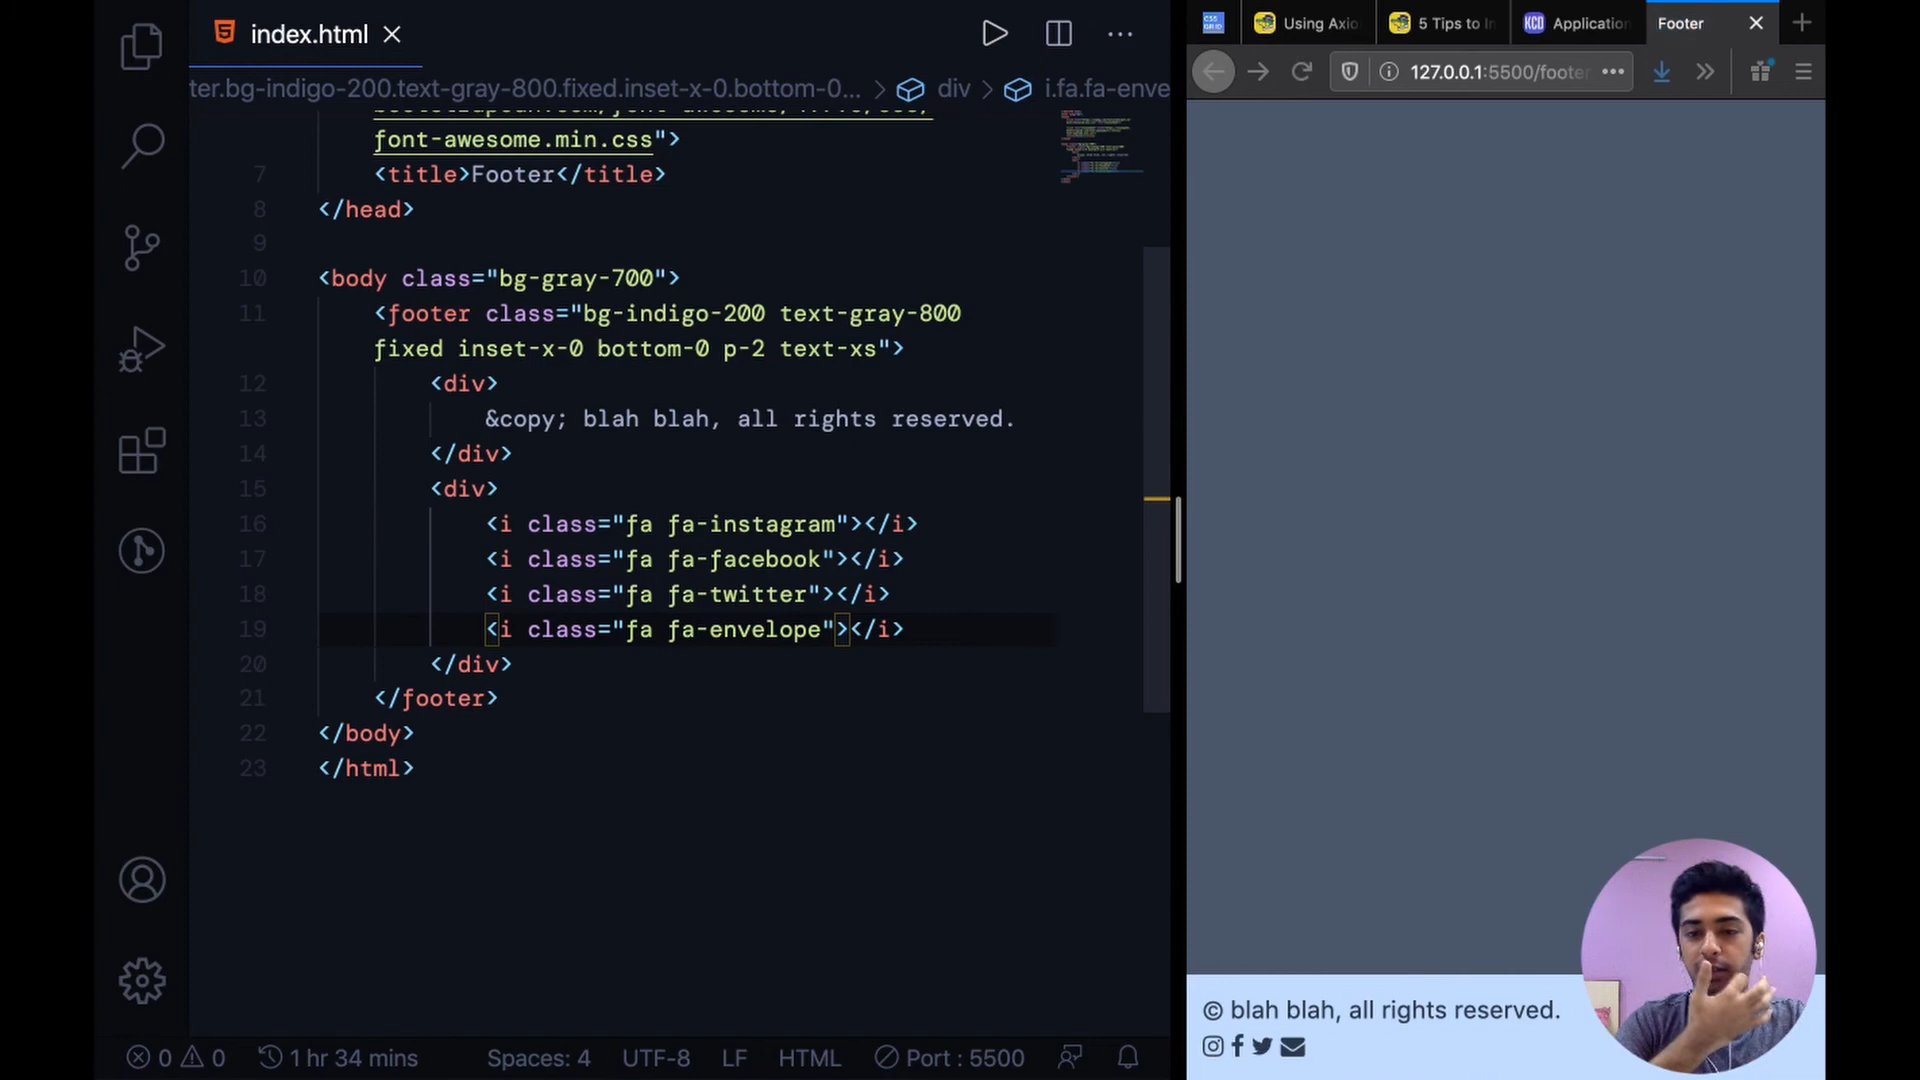 index.html
ter.bg-indigo-200.text-gray-800.fixed.inset-x-0.bottom-0... > div > i.fa.fa-enve
font-awesome.min.css">
7 <title>Footer</title>
8 </head>
9
10 <body class="bg-gray-700">
11 <footer class="bg-indigo-200 text-gray-800
fixed inset-x-0 bottom-0 p-2 text-xs">
12 <div>
13 &copy; blah blah, all rights reserved.
14 </div>
15 <div>
16 <i class="fa fa-instagram"></i>
17 <i class="fa fa-facebook"></i>
18 <i class="fa fa-twitter"></i>
19 <i class="fa fa-envelope"></i>
20 </div>
21 </footer>
22 </body>
23 </html>
0 0 1 hr 34 mins Spaces: 4 UTF-8 LF HTML Port : 5500
CSS GRID Using Axio 5 Tips to In KCD Application Footer
127.0.0.1:5500/footer
© blah blah, all rights reserved.